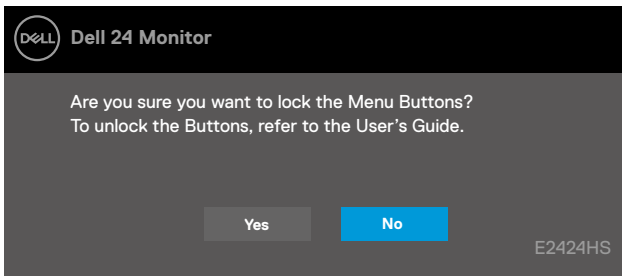 DELL Dell 24 Monitor
Are you sure you want to lock the Menu Buttons?
To unlock the Buttons, refer to the User’s Guide.
Yes No
E2424HS